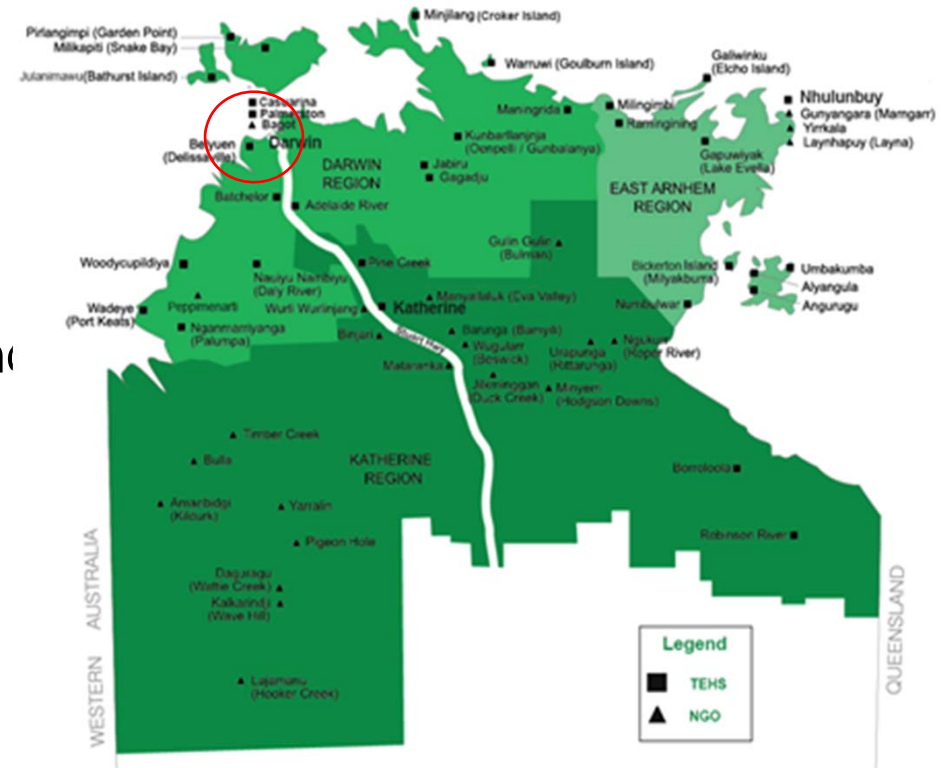 Minjilang (Croker Island)
Pirlangimpi (Garden Point)
Milikapiti (Snake Bay)
Julanimawu(Bathurst Island)
Warruwi (Goulburn Island)
Galiwinku
(Elcho Island)
Casuarina
Palmerston
Bagot
Darwin
Belyuen
(Delissaville)
Maningrida
Milingimbi
Ramingining
Nhulunbuy
Gunyangara (Marngarr)
Yirrkala
Laynhapuy (Layna)
Kunbarllanjnja
(Oenpelli / Gunbalanya)
Gapuwiyak
(Lake Evella)
DARWIN
REGION
Jabiru
Gagadju
EAST ARNHEM
REGION
Batchelor
Adelaide River
Gulin Gulin
(Bulman)
Woodycupildiya
Nauiyu Nambiyu
(Daly River)
Pine Creek
Bickerton Island
(Milyakburra)
Umbakumba
Alyangula
Angurugu
Peppimenarti
Wadeye
(Port Keats)
Nganmarriyanga
(Palumpa)
Wurli Wurlinjang
Katherine
Manyallaluk (Eva Valley)
Numbulwar
Binjari
Stuart Hwy
Barunga (Bamyili)
Wugularr
(Beswick)
Urapunga
(Rittarunga)
Ngukurr
(Roper River)
Mataranka
Jilkminggan
(Duck Creek)
Minyerri
(Hodgson Downs)
Timber Creek
Bulla
KATHERINE
REGION
Borroloola
Amanbidji
(Kildurk)
Yarralin
Pigeon Hole
Robinson River
Daguragu
(Wattie Creek)
Kalkarindji
(Wave Hill)
Lajamanu
(Hooker Creek)
WESTERN AUSTRALIA
QUEENSLAND
Legend
TEHS
NGO